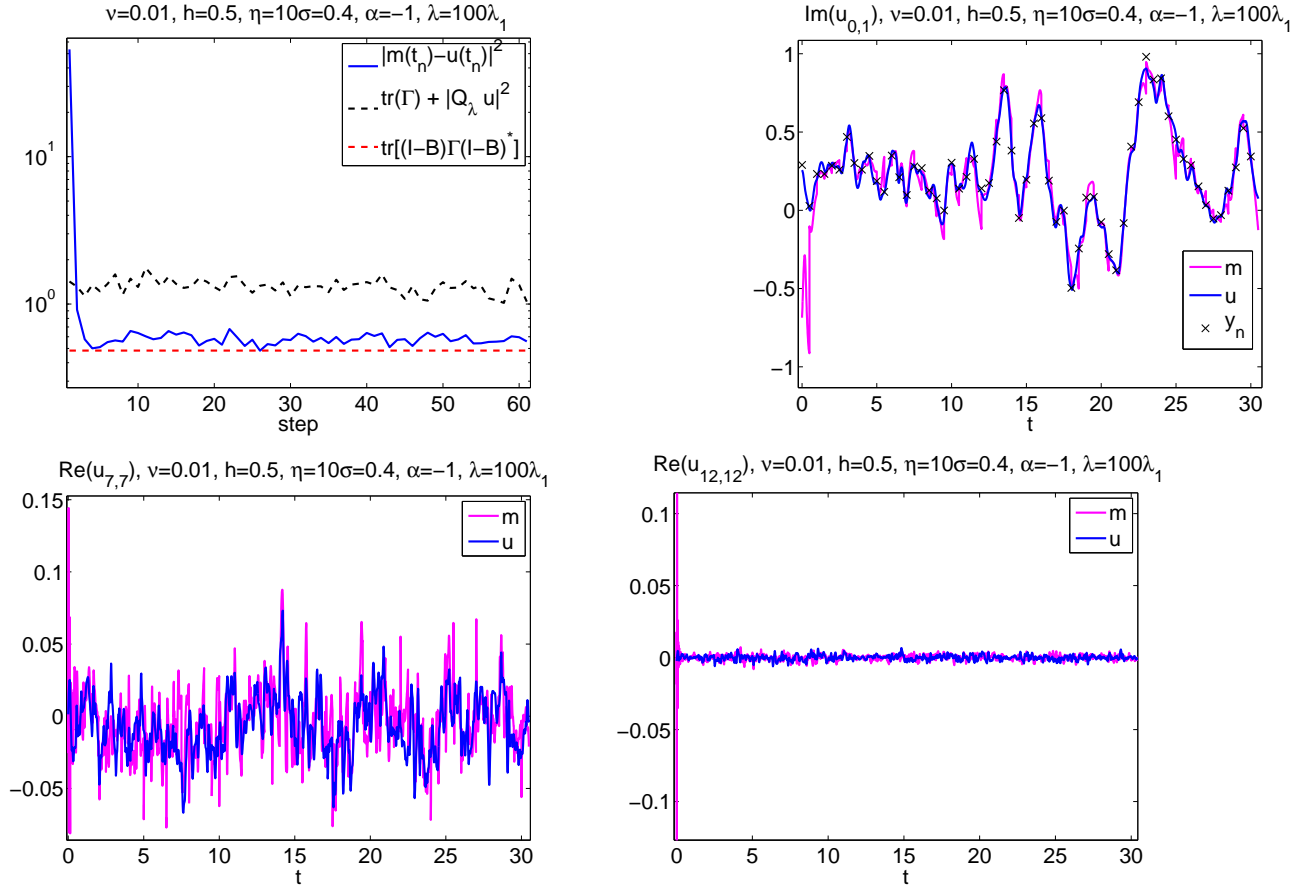 ν=0.01, h=0.5, η=10σ=0.4, α=−1, λ=100λ₁
|m(tₙ)−u(tₙ)|²
tr(Γ) + |Q_λ u|²
tr[(I−B)Γ(I−B)*]
10¹
10⁰
10 20 30 40 50 60
step
Im(u₀,₁), ν=0.01, h=0.5, η=10σ=0.4, α=−1, λ=100λ₁
1
0.5
0
−0.5
−1
m
u
yₙ
0 5 10 15 20 25 30
t
Re(u₇,₇), ν=0.01, h=0.5, η=10σ=0.4, α=−1, λ=100λ₁
0.15
0.1
0.05
0
−0.05
m
u
0 5 10 15 20 25 30
t
Re(u₁₂,₁₂), ν=0.01, h=0.5, η=10σ=0.4, α=−1, λ=100λ₁
0.1
0.05
0
−0.05
−0.1
m
u
0 5 10 15 20 25 30
t